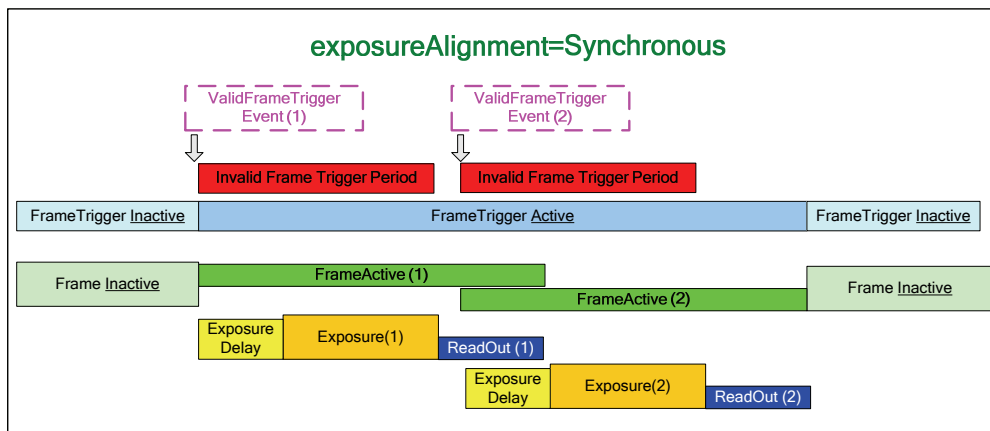 exposureAlignment=Synchronous
ValidFrameTrigger
Event (1)
ValidFrameTrigger
Event (2)
Invalid Frame Trigger Period
Invalid Frame Trigger Period
FrameTrigger Inactive
FrameTrigger Active
FrameTrigger Inactive
Frame Inactive
FrameActive (1)
FrameActive (2)
Frame Inactive
Exposure
Delay
Exposure(1)
ReadOut (1)
Exposure
Delay
Exposure(2)
ReadOut (2)